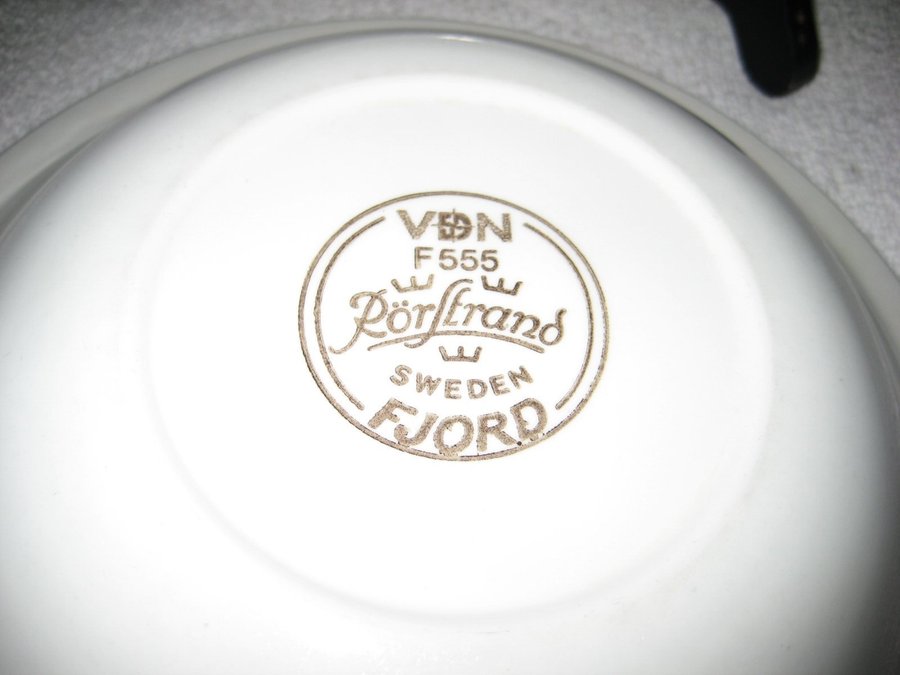 VDN
F555
Rörstrand
SWEDEN
FJORD